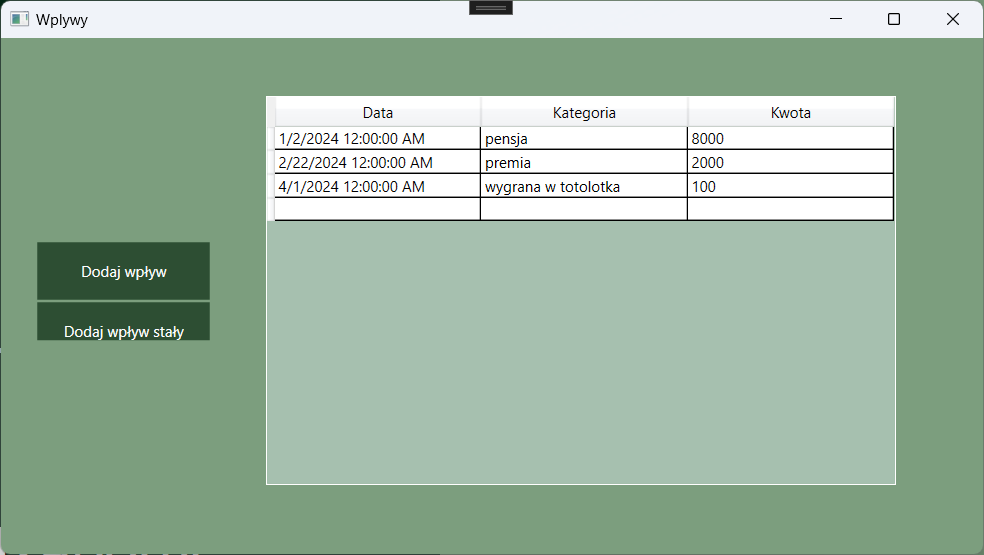 Wplywy
Data Kategoria Kwota
1/2/2024 12:00:00 AM pensja 8000
2/22/2024 12:00:00 AM premia 2000
4/1/2024 12:00:00 AM wygrana w totolotka 100
Dodaj wpływ
Dodaj wpływ stały